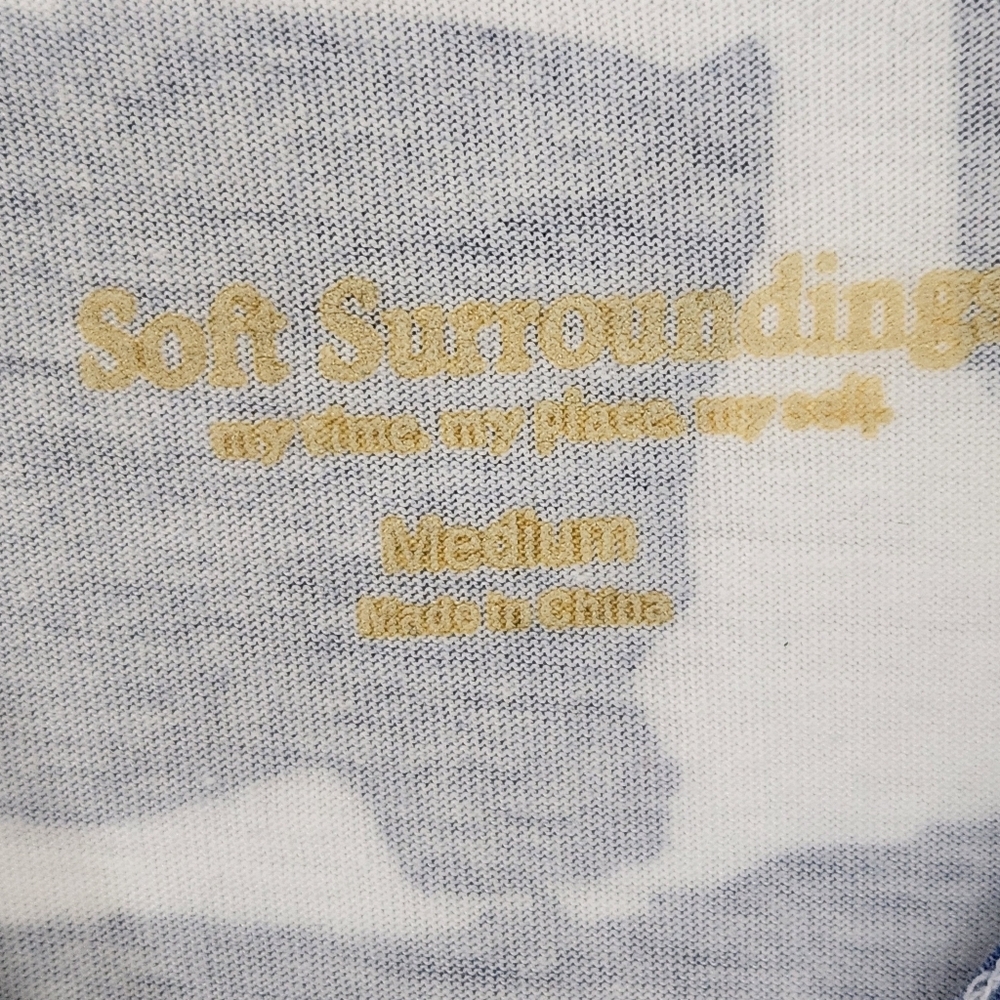 Soft Surroundings
my time. my place. my self.
Medium
Made in China